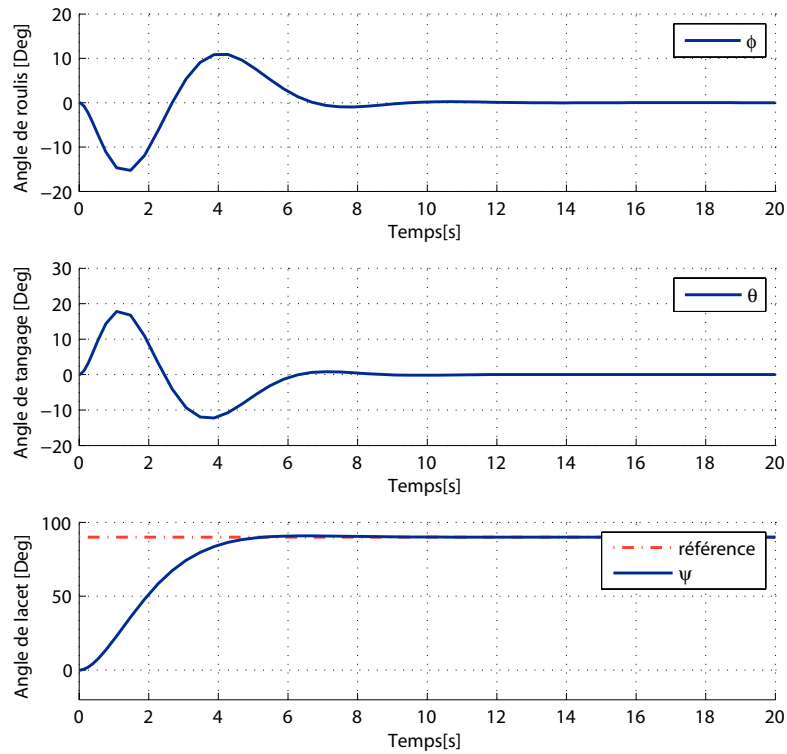 Angle de roulis [Deg]
20
10
0
−10
−20
ϕ
0 2 4 6 8 10 12 14 16 18 20
Temps[s]
Angle de tangage [Deg]
30
20
10
0
−10
−20
θ
0 2 4 6 8 10 12 14 16 18 20
Temps[s]
Angle de lacet [Deg]
100
50
0
référence
ψ
0 2 4 6 8 10 12 14 16 18 20
Temps[s]